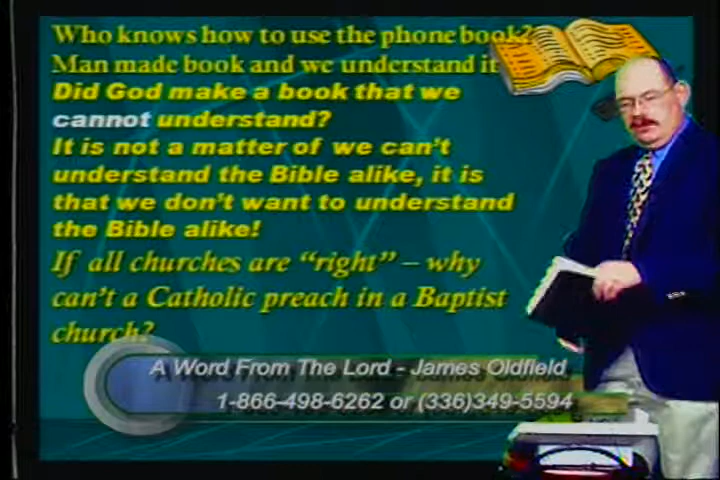 Who knows how to use the phone book?
Man made book and we understand it
Did God make a book that we
cannot understand?
It is not a matter of we can't
understand the Bible alike, it is
that we don't want to understand
the Bible alike!
If all churches are "right" – why
can't a Catholic preach in a Baptist
church?
A Word From The Lord - James Oldfield
1-866-498-6262 or (336)349-5594